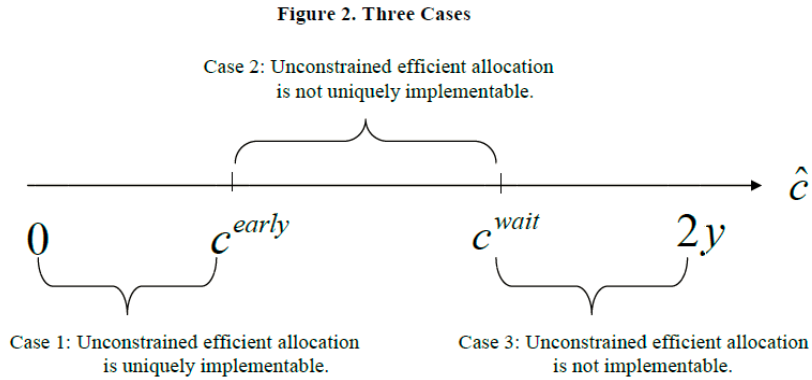 Figure 2. Three Cases
Case 2: Unconstrained efficient allocation
is not uniquely implementable.
ĉ
0 c^early c^wait 2y
Case 1: Unconstrained efficient allocation
is uniquely implementable.
Case 3: Unconstrained efficient allocation
is not implementable.